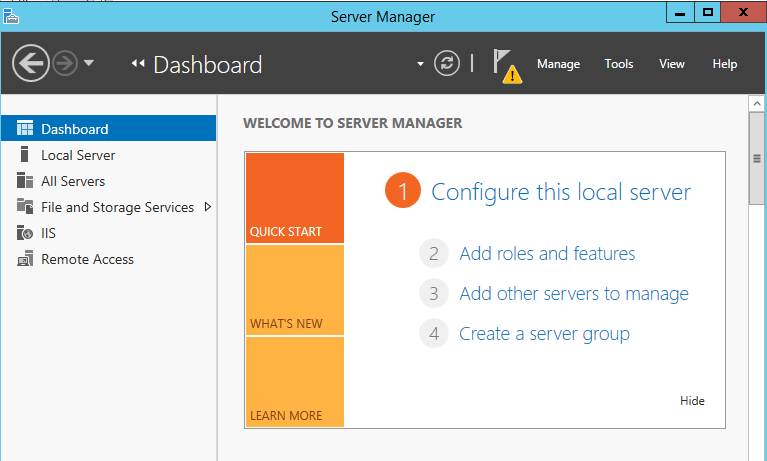 Server Manager
Dashboard
Manage Tools View Help
Dashboard
Local Server
All Servers
File and Storage Services
IIS
Remote Access
WELCOME TO SERVER MANAGER
QUICK START
WHAT'S NEW
LEARN MORE
1 Configure this local server
2 Add roles and features
3 Add other servers to manage
4 Create a server group
Hide